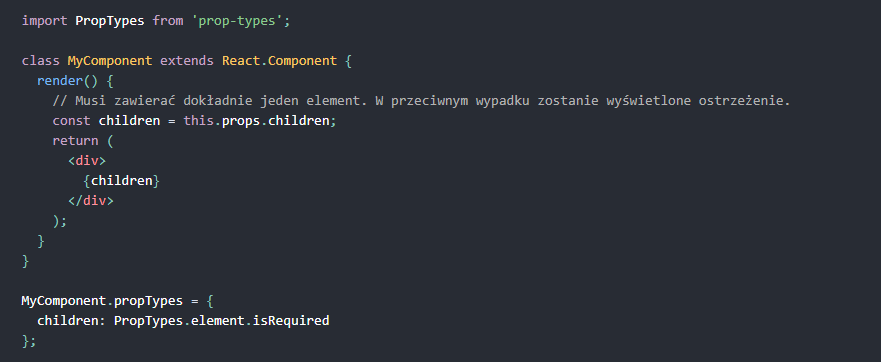 import PropTypes from 'prop-types';
class MyComponent extends React.Component {
render() {
// Musi zawierać dokładnie jeden element. W przeciwnym wypadku zostanie wyświetlone ostrzeżenie.
const children = this.props.children;
return (
<div>
{children}
</div>
);
}
}
MyComponent.propTypes = {
children: PropTypes.element.isRequired
};